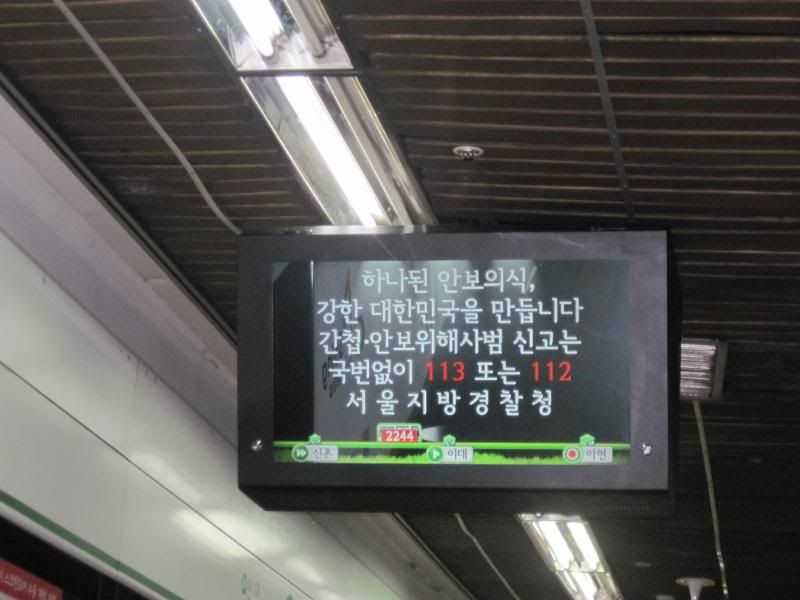 하나된 안보의식,
강한 대한민국을 만듭니다
간첩·안보위해사범 신고는
국번없이 113 또는 112
서울지방경찰청
2244
신촌 이대 아현